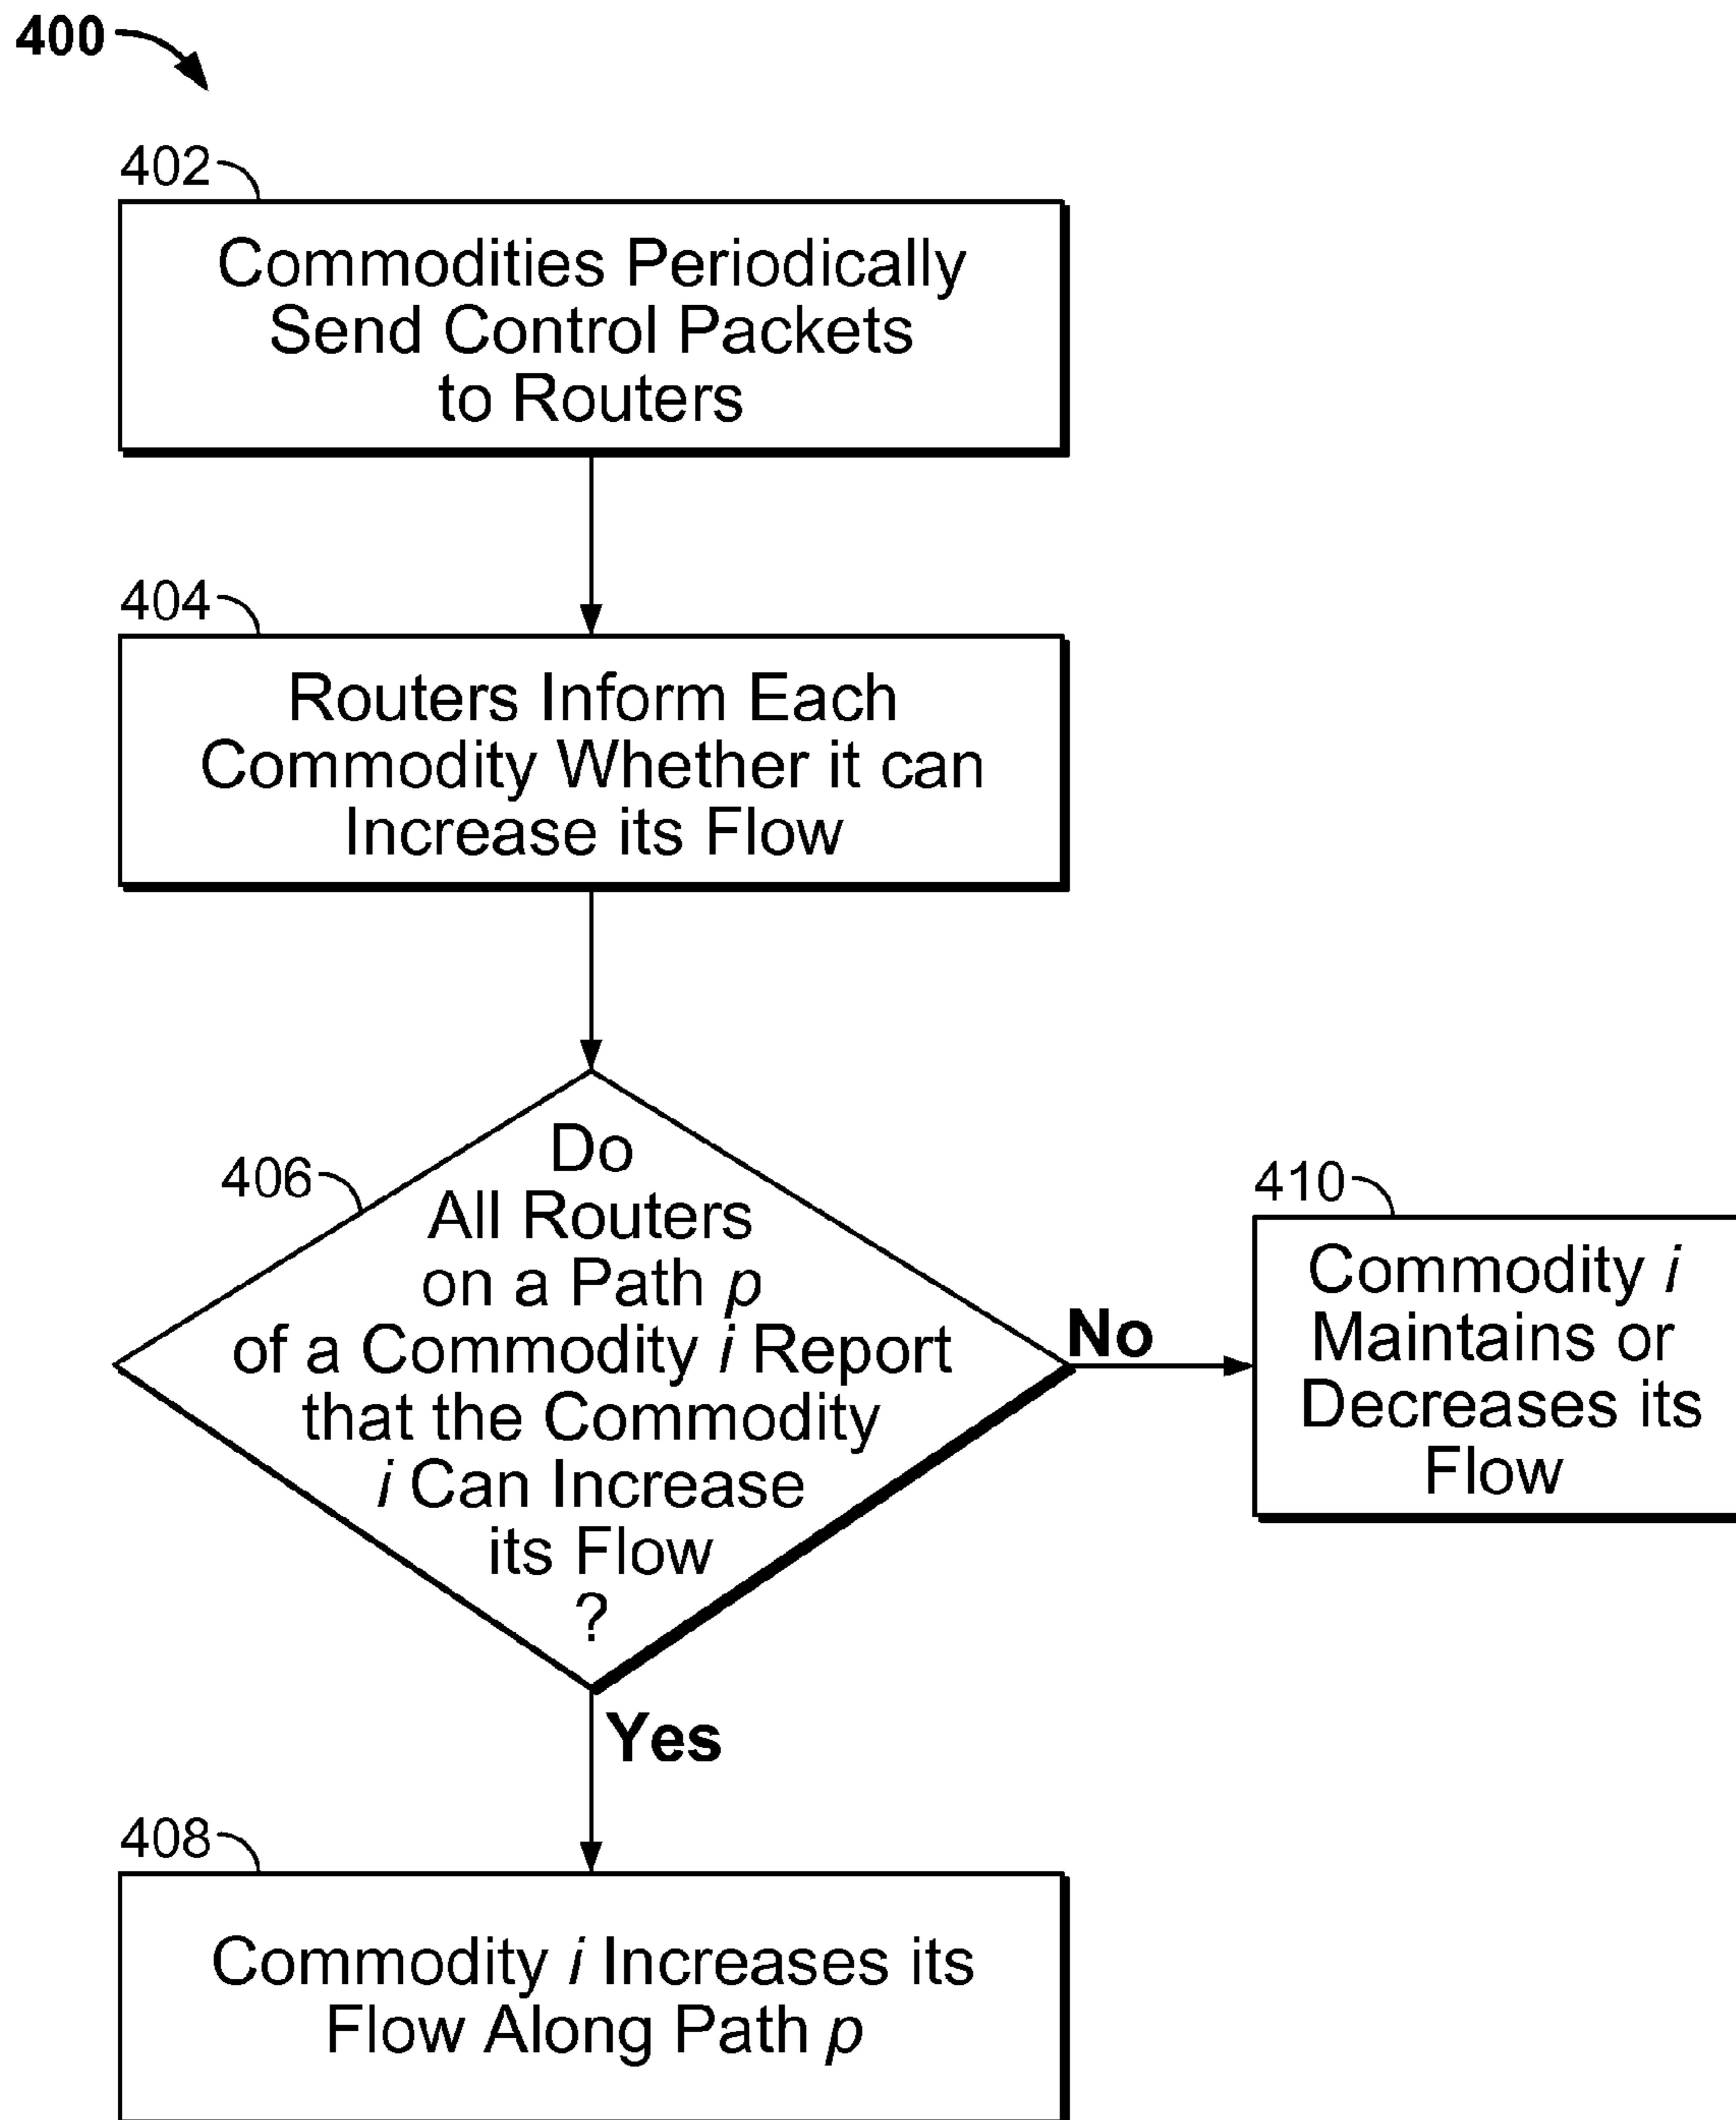 400
402
Commodities Periodically
Send Control Packets
to Routers
404
Routers Inform Each
Commodity Whether it can
Increase its Flow
406
Do
All Routers
on a Path p
of a Commodity i Report
that the Commodity
i Can Increase
its Flow
?
No
410
Commodity i
Maintains or
Decreases its
Flow
Yes
408
Commodity i Increases its
Flow Along Path p